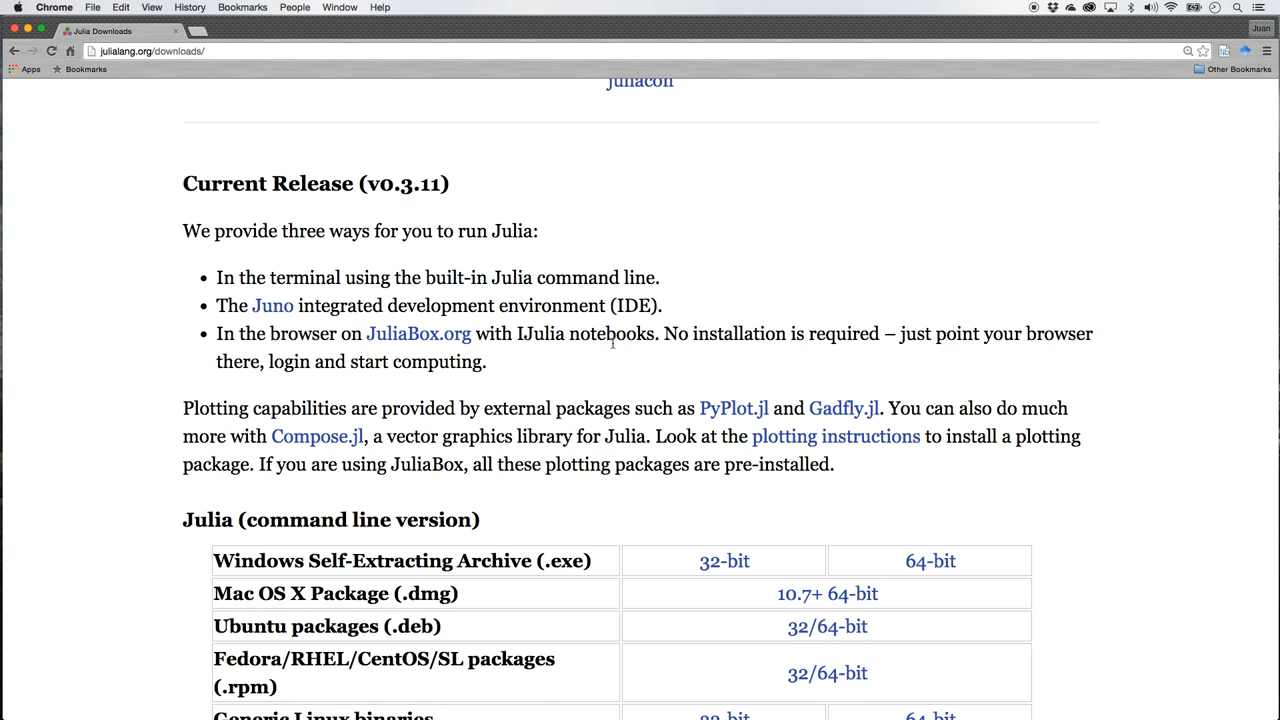 Chrome File Edit View History Bookmarks People Window Help
Julia Downloads
Juan
julialang.org/downloads/
Apps Bookmarks Other Bookmarks
juliacon
Current Release (v0.3.11)
We provide three ways for you to run Julia:
• In the terminal using the built-in Julia command line.
• The Juno integrated development environment (IDE).
• In the browser on JuliaBox.org with IJulia notebooks. No installation is required – just point your browser
there, login and start computing.
Plotting capabilities are provided by external packages such as PyPlot.jl and Gadfly.jl. You can also do much
more with Compose.jl, a vector graphics library for Julia. Look at the plotting instructions to install a plotting
package. If you are using JuliaBox, all these plotting packages are pre-installed.
Julia (command line version)
Windows Self-Extracting Archive (.exe) 32-bit 64-bit
Mac OS X Package (.dmg) 10.7+ 64-bit
Ubuntu packages (.deb) 32/64-bit
Fedora/RHEL/CentOS/SL packages
(.rpm) 32/64-bit
Generic Linux binaries 32-bit 64-bit